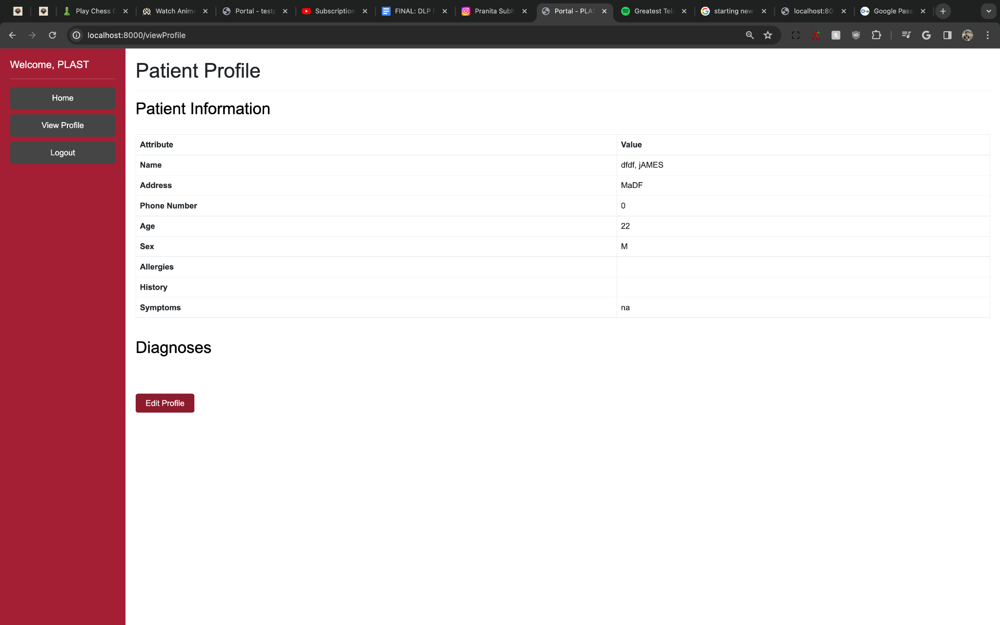 Play Chess
Watch Anime
Portal - testp
Subscription
FINAL: DLP
Pranita Subh
Portal - PLAS
Greatest Telu
starting new
localhost:80
Google Pass
localhost:8000/viewProfile
Welcome, PLAST
Home
View Profile
Logout
Patient Profile
Patient Information
Attribute Value
Name dfdf, jAMES
Address MaDF
Phone Number 0
Age 22
Sex M
Allergies
History
Symptoms na
Diagnoses
Edit Profile